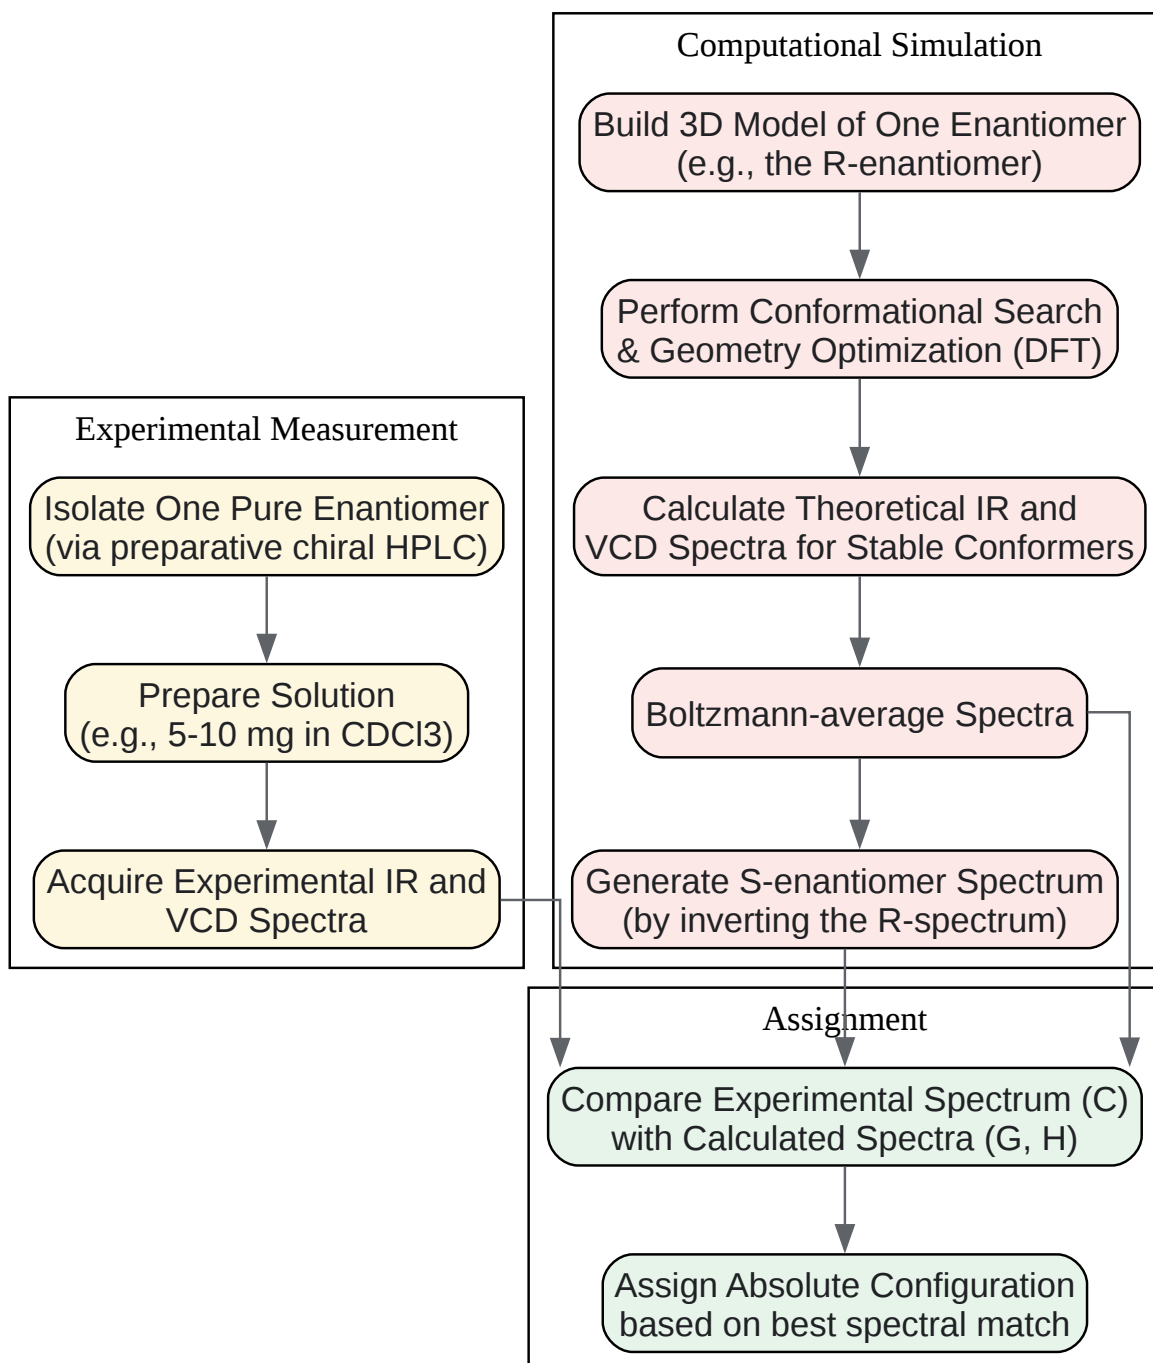 Computational Simulation
Build 3D Model of One Enantiomer
(e.g., the R-enantiomer)
Perform Conformational Search
& Geometry Optimization (DFT)
Calculate Theoretical IR and
VCD Spectra for Stable Conformers
Boltzmann-average Spectra
Generate S-enantiomer Spectrum
(by inverting the R-spectrum)
Experimental Measurement
Isolate One Pure Enantiomer
(via preparative chiral HPLC)
Prepare Solution
(e.g., 5-10 mg in CDCl3)
Acquire Experimental IR and
VCD Spectra
Assignment
Compare Experimental Spectrum (C)
with Calculated Spectra (G, H)
Assign Absolute Configuration
based on best spectral match